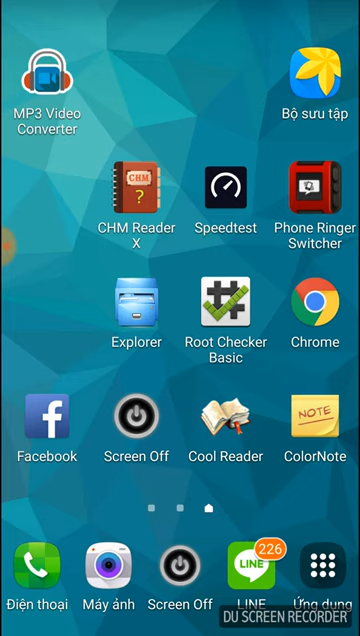 MP3 Video
Converter
Bộ sưu tập
CHM
?
CHM Reader
X
Speedtest
Phone Ringer
Switcher
Explorer
Root Checker
Basic
Chrome
NOTE
Facebook
Screen Off
Cool Reader
ColorNote
LINE
226
Điện thoại
Máy ảnh
Screen Off
LINE
Ứng dụng
DU SCREEN RECORDER